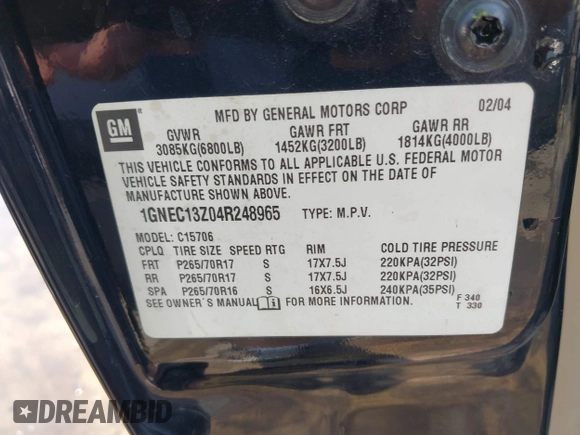 GM
MFD BY GENERAL MOTORS CORP 02/04
GVWR GAWR FRT GAWR RR
3085KG(6800LB) 1452KG(3200LB) 1814KG(4000LB)
THIS VEHICLE CONFORMS TO ALL APPLICABLE U.S. FEDERAL MOTOR
VEHICLE SAFETY STANDARDS IN EFFECT ON THE DATE OF
MANUFACTURE SHOWN ABOVE.
1GNEC13Z04R248965 TYPE: M.P.V.
MODEL: C15706
CPLQ TIRE SIZE SPEED RTG RIM COLD TIRE PRESSURE
FRT P265/70R17 S 17X7.5J 220KPA(32PSI)
RR P265/70R17 S 17X7.5J 220KPA(32PSI)
SPA P265/70R16 S 16X6.5J 240KPA(35PSI)
SEE OWNER'S MANUAL i FOR MORE INFORMATION. F 340
T 330
DREAMBID